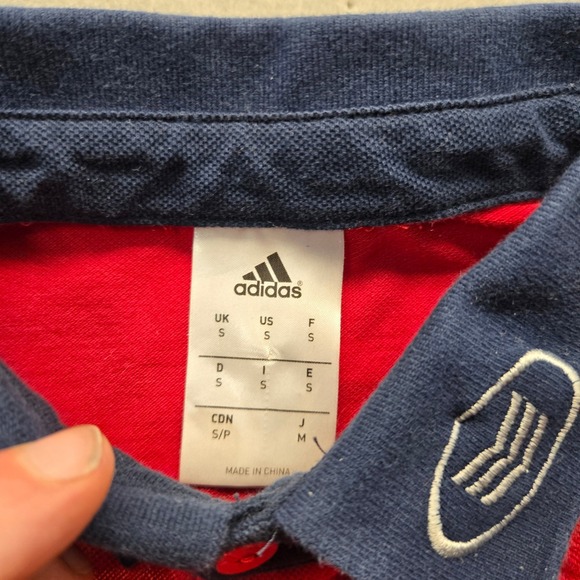 adidas®
UK US F
S S S
D I E
S S S
CDN J
S/P M
MADE IN CHINA